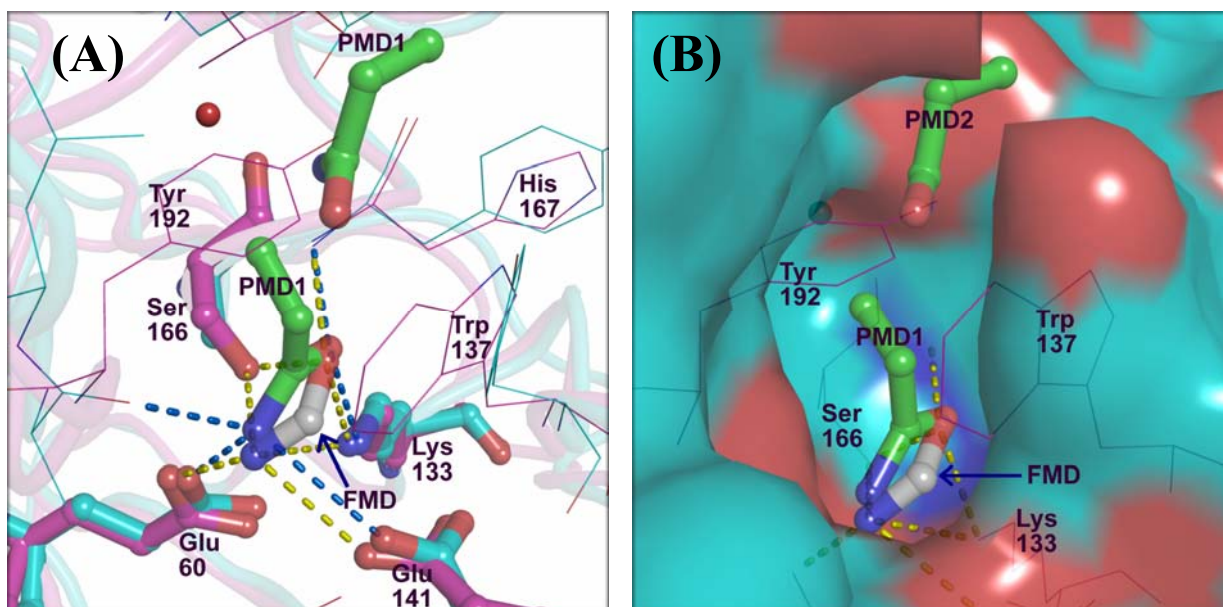 (A)
PMD1
Tyr
192
His
167
PMD1
Ser
166
Trp
137
Lys
133
FMD
Glu
60
Glu
141
(B)
PMD2
Tyr
192
PMD1
Trp
137
Ser
166
FMD
Lys
133